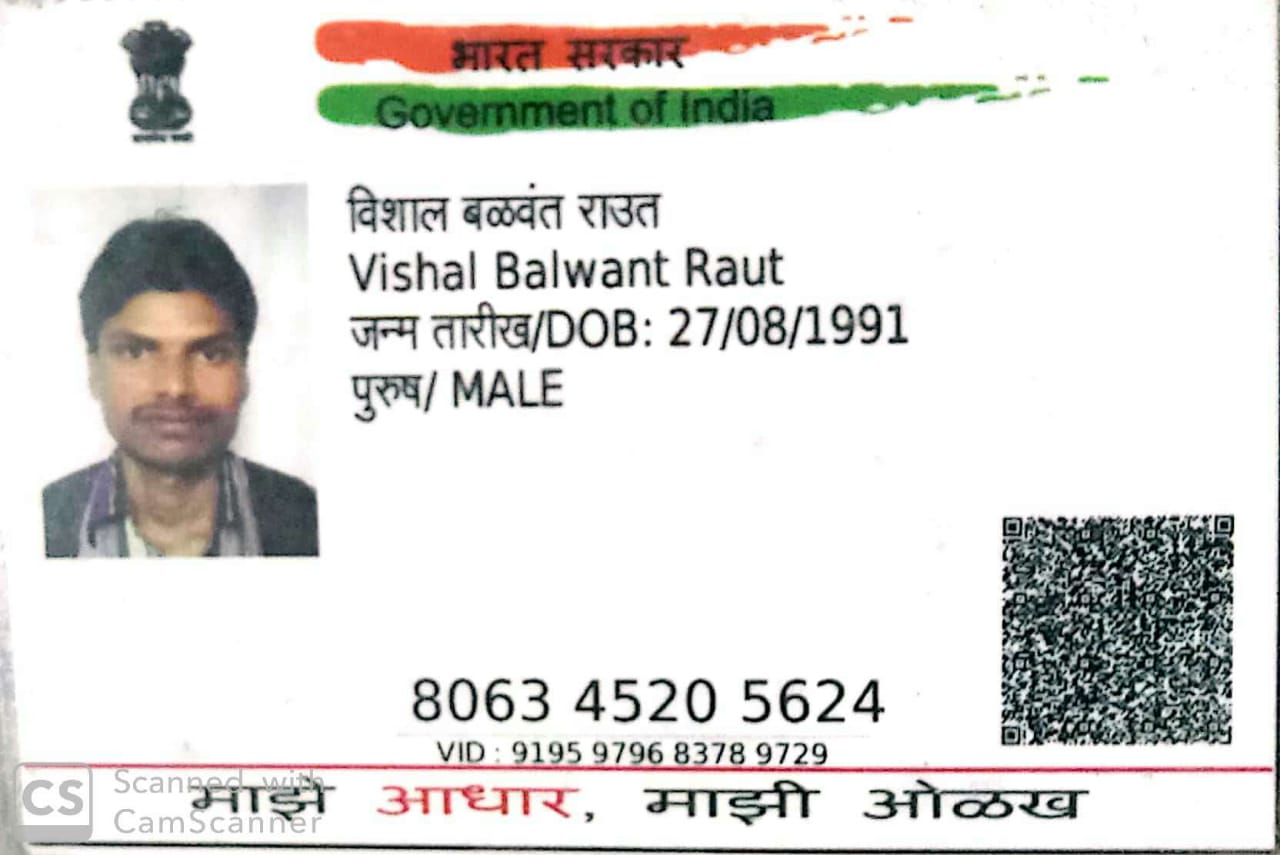 भारत सरकार
Government of India
विशाल बळवंत राउत
Vishal Balwant Raut
जन्म तारीख/DOB: 27/08/1991
पुरुष/ MALE
8063 4520 5624
VID : 9195 9796 8378 9729
माझे आधार, माझी ओळख
CS Scanned with
CamScanner